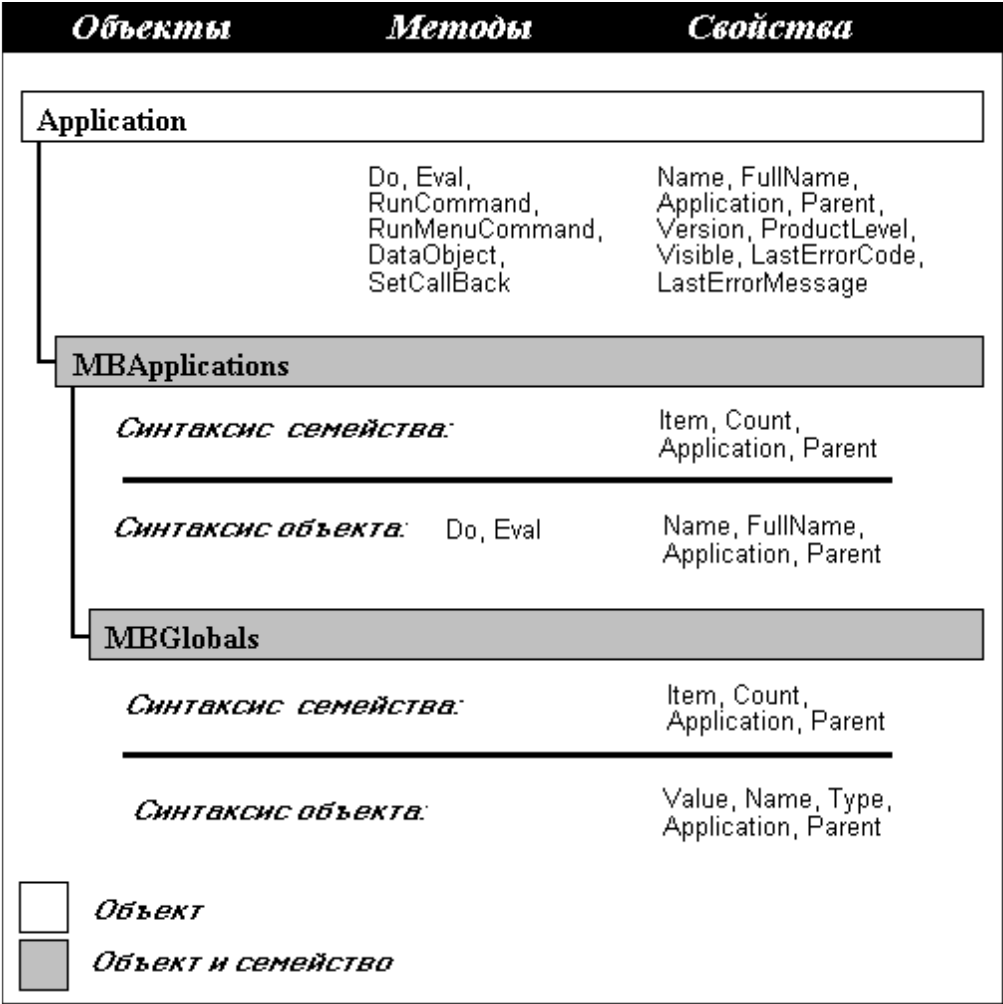 Объекты Методы Свойства
Application
Do, Eval,
RunCommand,
RunMenuCommand,
DataObject,
SetCallBack
Name, FullName,
Application, Parent,
Version, ProductLevel,
Visible, LastErrorCode,
LastErrorMessage
MBApplications
Синтаксис семейства:
Item, Count,
Application, Parent
Синтаксис объекта: Do, Eval
Name, FullName,
Application, Parent
MBGlobals
Синтаксис семейства:
Item, Count,
Application, Parent
Синтаксис объекта:
Value, Name, Type,
Application, Parent
Объект
Объект и семейство